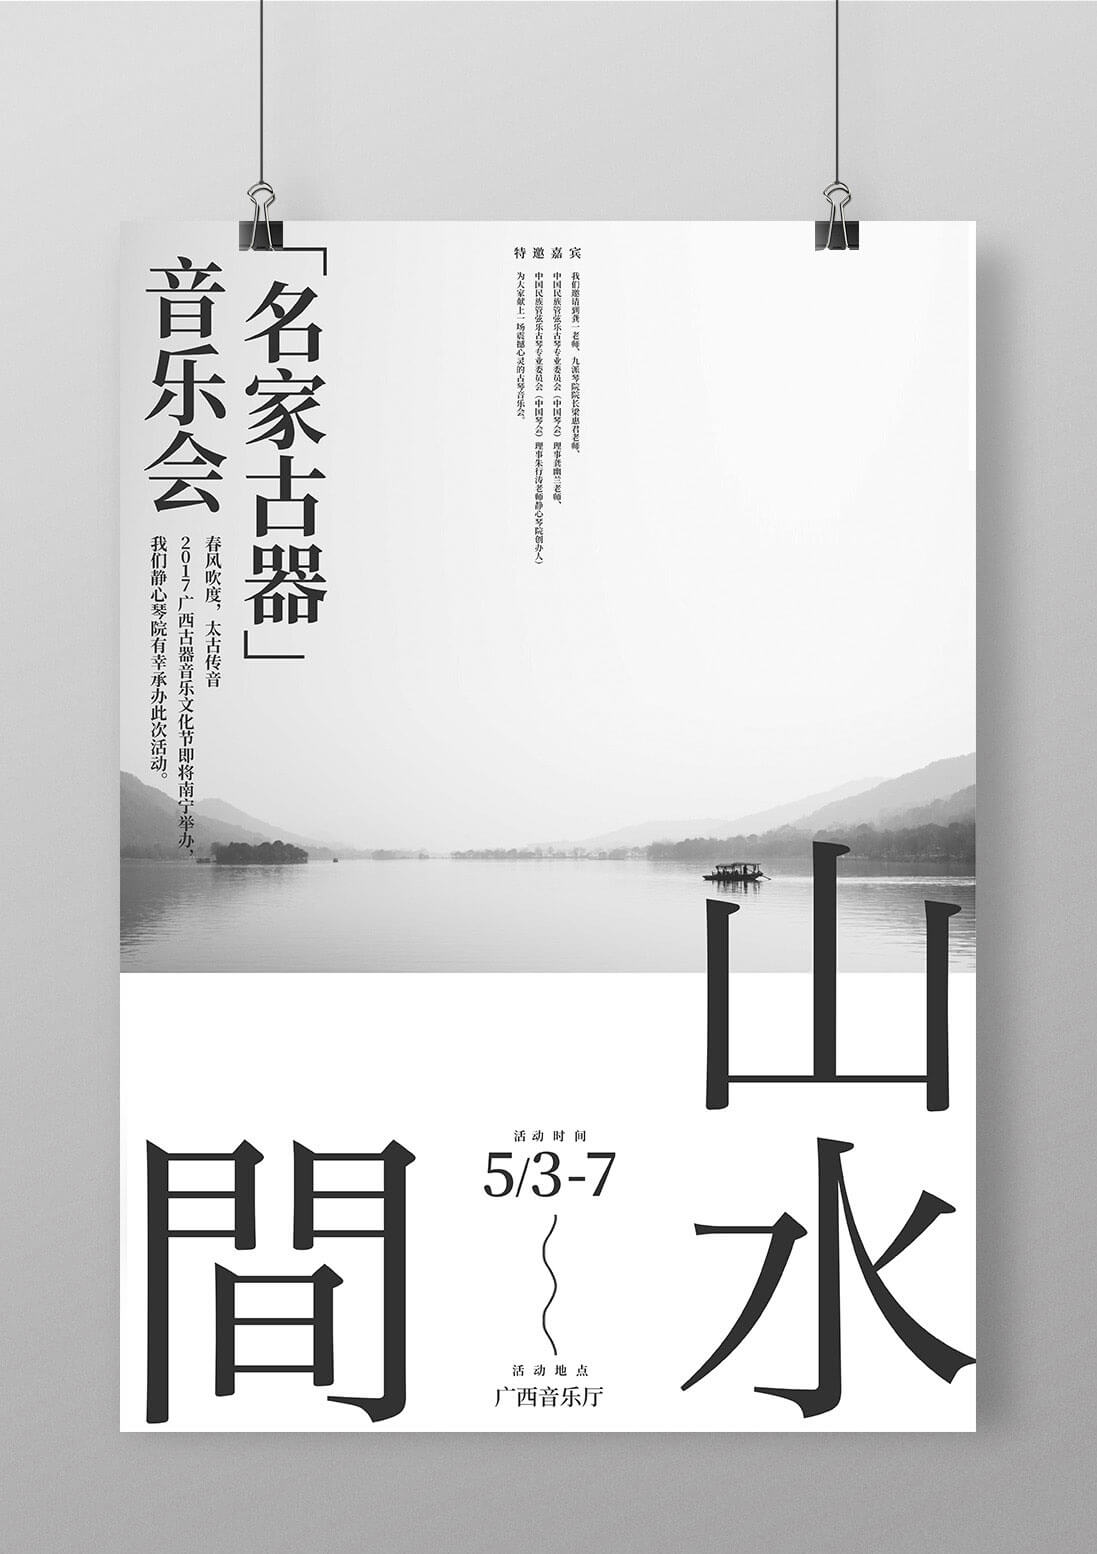 「名家古器」
音乐会
春风吹度，太古传音
2017广西古器音乐文化节即将南宁举办，
我们静心琴院有幸承办此次活动。
特邀嘉宾
我们邀请到龚一老师、九派琴院院长梁惠君老师、
中国民族管弦乐古琴专业委员会（中国琴会）理事龚幽兰老师、
中国民族管弦乐古琴专业委员会（中国琴会）理事朱行涛老师静心琴院创办人）
为大家献上一场震撼心灵的古琴音乐会。
山
水
間
活动时间
5/3-7
活动地点
广西音乐厅